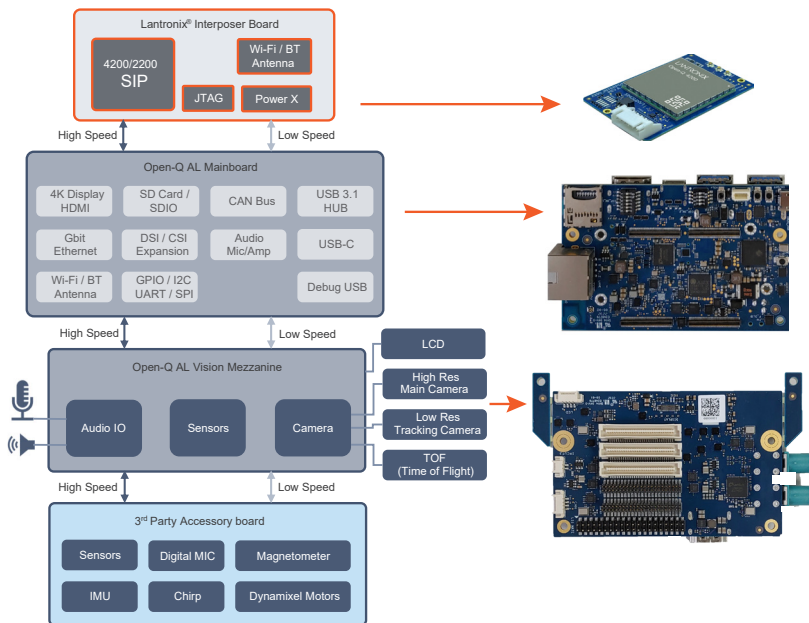 Lantronix® Interposer Board
4200/2200
SIP
Wi-Fi / BT
Antenna
JTAG
Power X
High Speed
Low Speed
LANTRONIX
Open-Q AL Mainboard
4K Display
HDMI
SD Card /
SDIO
CAN Bus
USB 3.1
HUB
Gbit
Ethernet
DSI / CSI
Expansion
Audio
Mic/Amp
USB-C
Wi-Fi / BT
Antenna
GPIO / I2C
UART / SPI
Debug USB
High Speed
Low Speed
Open-Q AL Vision Mezzanine
Audio IO
Sensors
Camera
LCD
High Res
Main Camera
Low Res
Tracking Camera
TOF
(Time of Flight)
High Speed
Low Speed
3rd Party Accessory board
Sensors
Digital MIC
Magnetometer
IMU
Chirp
Dynamixel Motors